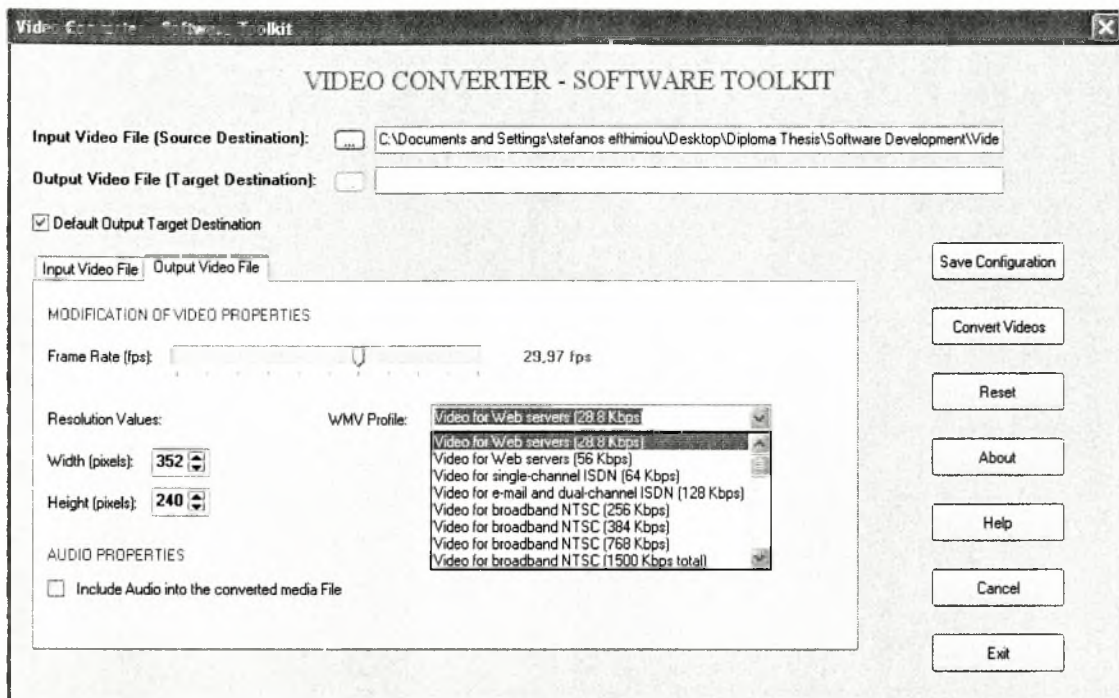 Video Converter - Software Toolkit
VIDEO CONVERTER - SOFTWARE TOOLKIT
Input Video File (Source Destination): ... C:\Documents and Settings\stefanos efthimiou\Desktop\Diploma Thesis\Software Development\Vide
Output Video File (Target Destination): ...
Default Output Target Destination
Input Video File Output Video File
MODIFICATION OF VIDEO PROPERTIES
Frame Rate (fps): 29,97 fps
Resolution Values: WMV Profile: Video for Web servers (28.8 Kbps
Video for Web servers (28.8 Kbps)
Width (pixels): 352 Video for Web servers (56 Kbps)
Video for single-channel ISDN (64 Kbps)
Video for e-mail and dual-channel ISDN (128 Kbps)
Height (pixels): 240 Video for broadband NTSC (256 Kbps)
Video for broadband NTSC (384 Kbps)
Video for broadband NTSC (768 Kbps)
AUDIO PROPERTIES Video for broadband NTSC (1500 Kbps total)
Include Audio into the converted media File
Save Configuration
Convert Videos
Reset
About
Help
Cancel
Exit